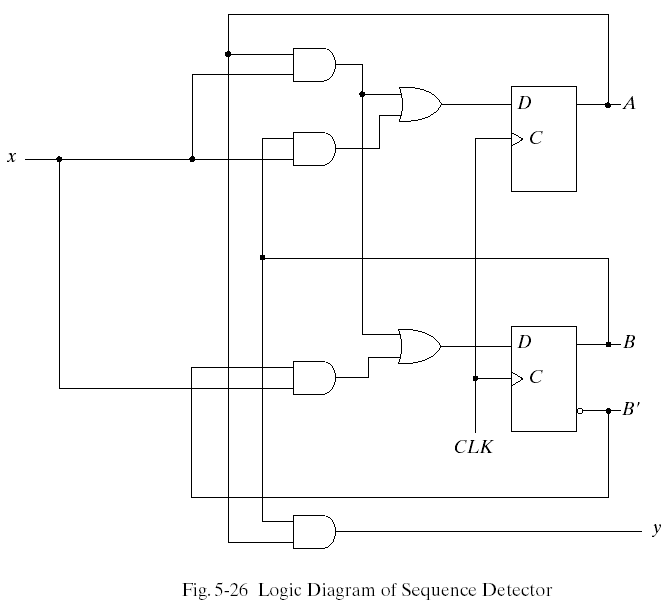 D
A
C
x
D
B
C
B'
CLK
y
Fig. 5-26 Logic Diagram of Sequence Detector